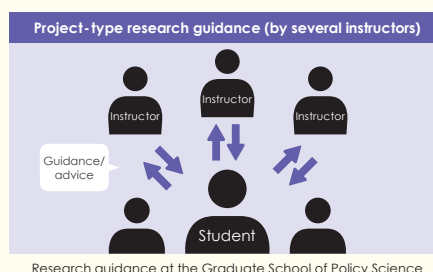 Project-type research guidance (by several instructors)
Instructor
Instructor
Instructor
Guidance/
advice
Student
Research guidance at the Graduate School of Policy Science